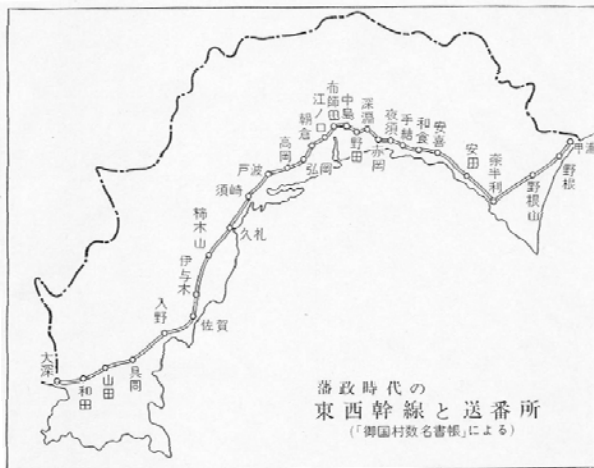 甲浦
野根
野根山
奈半利
安田
安喜
和食
手結
夜須
赤岡
深淵
野田
中島
布師田
江ノ口
朝倉
弘岡
高岡
戸波
須崎
久礼
柿木山
伊与木
佐賀
入野
具同
山田
和田
大深
藩政時代の
東西幹線と送番所
(「御国村数名書帳」による)